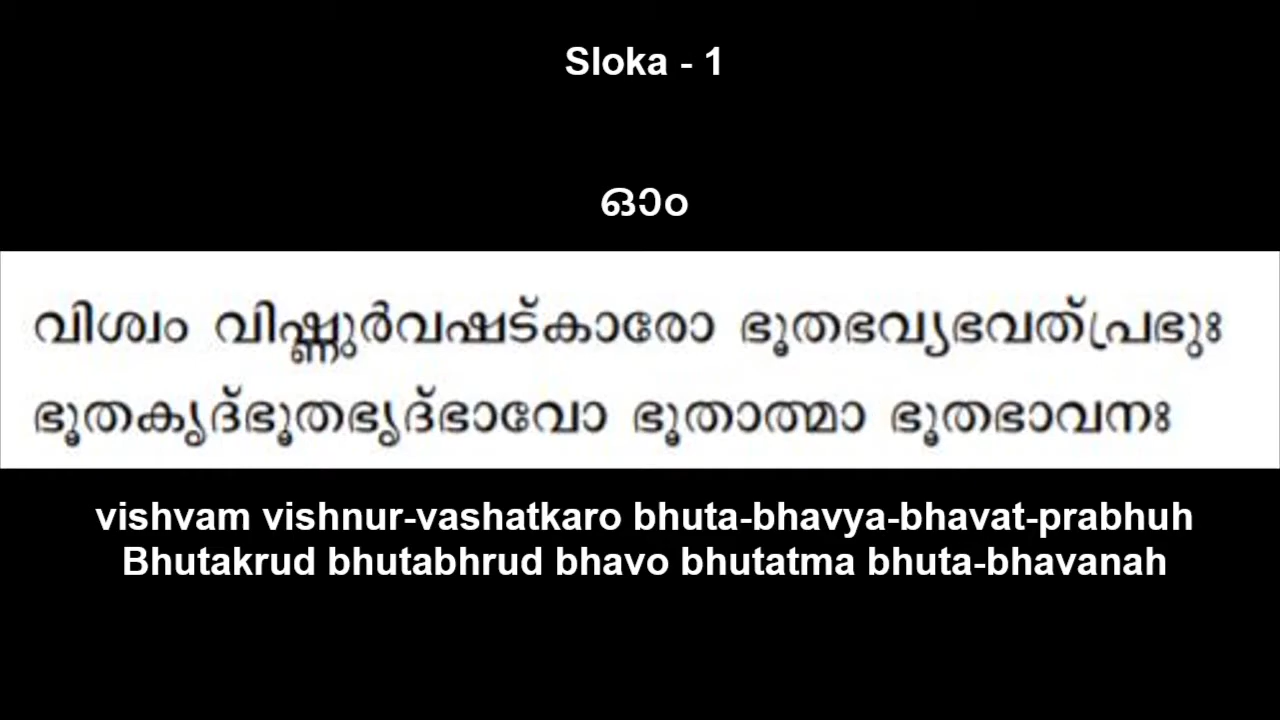 Sloka - 1
ഓം
വിശ്വം വിഷ്ണുർവഷട്കാരോ ഭൂതഭവ്യഭവത്പ്രഭുഃ
ഭൂതകൃദ്ഭൂതഭൃദ്ഭാവോ ഭൂതാത്മാ ഭൂതഭാവനഃ
vishvam vishnur-vashatkaro bhuta-bhavya-bhavat-prabhuh
Bhutakrud bhutabhrud bhavo bhutatma bhuta-bhavanah